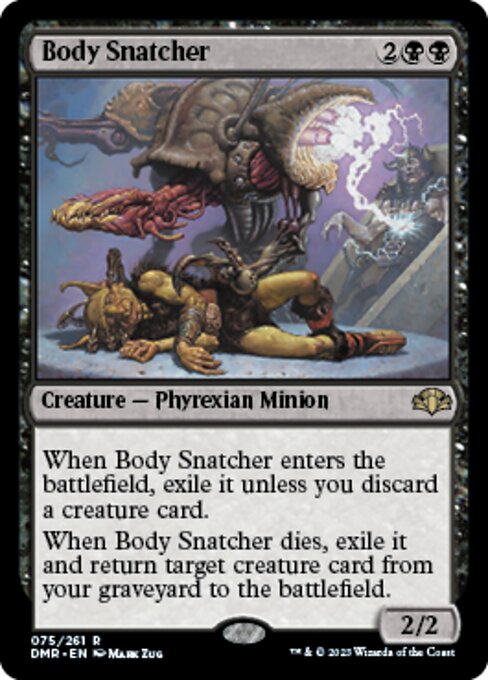 Body Snatcher 2
Creature — Phyrexian Minion
When Body Snatcher enters the
battlefield, exile it unless you discard
a creature card.
When Body Snatcher dies, exile it
and return target creature card from
your graveyard to the battlefield.
2/2
075/261 R
DMR • EN Mark Zug
™ & © 2023 Wizards of the Coast